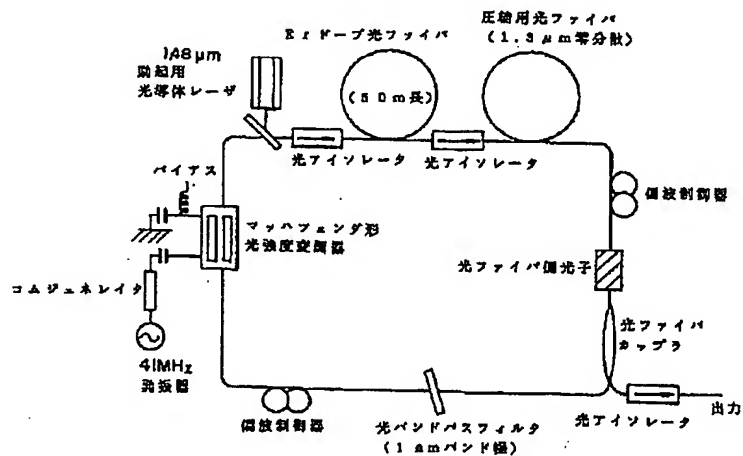 Erドープ光ファイバ
圧縮用光ファイバ
(1.3μm零分散)
1.48μm
励起用
光導体レーザ
(50m長)
光アイソレータ
光アイソレータ
バイアス
偏波制御器
マッハツェンダ形
光強度変調器
光ファイバ偏光子
コムジェネレイタ
光ファイバ
カップラ
41MHz
発振器
偏波制御器
光バンドパスフィルタ
(1nmバンド幅)
光アイソレータ
出力